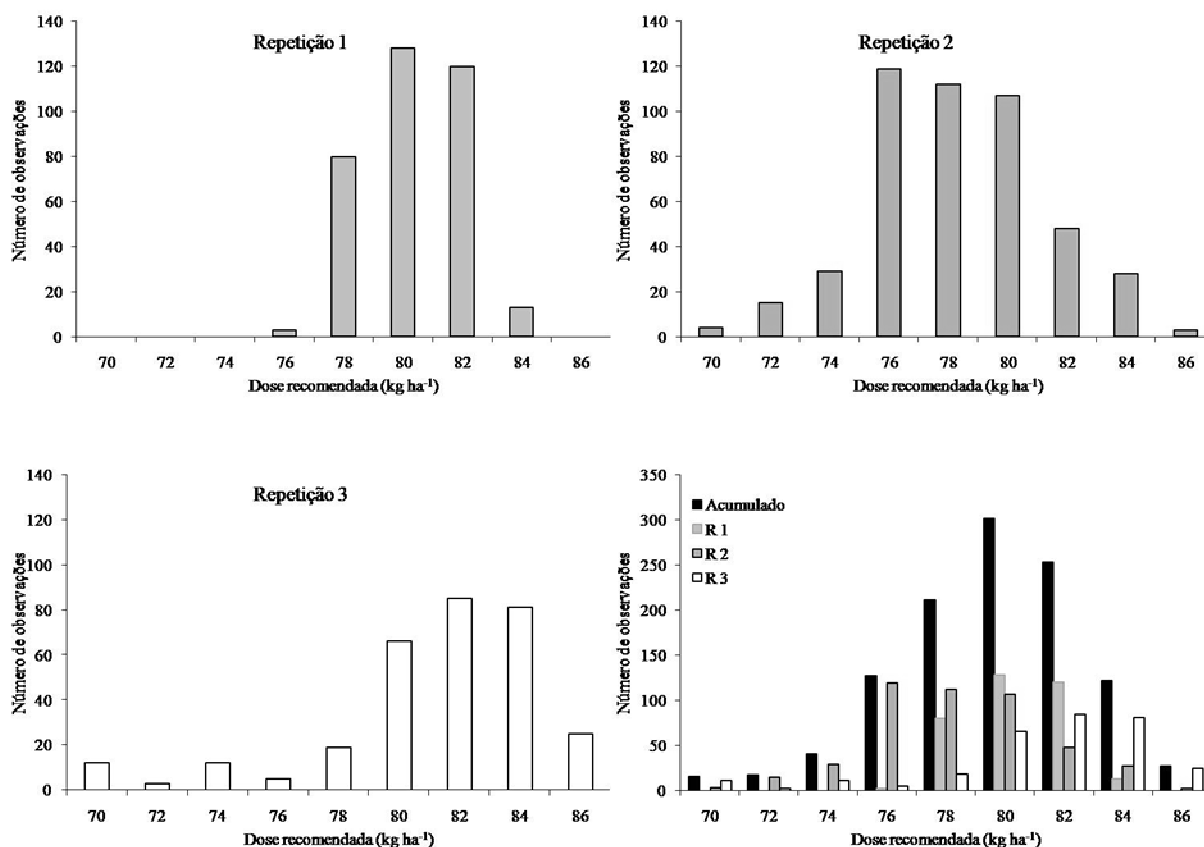 Repetição 1
Número de observações
140
120
100
80
60
40
20
0
70 72 74 76 78 80 82 84 86
Dose recomendada (kg ha⁻¹)
Repetição 2
Número de observações
140
120
100
80
60
40
20
0
70 72 74 76 78 80 82 84 86
Dose recomendada (kg ha⁻¹)
Repetição 3
Número de observações
140
120
100
80
60
40
20
0
70 72 74 76 78 80 82 84 86
Dose recomendada (kg ha⁻¹)
Número de observações
350
300
250
200
150
100
50
0
Acumulado
R 1
R 2
R 3
70 72 74 76 78 80 82 84 86
Dose recomendada (kg ha⁻¹)